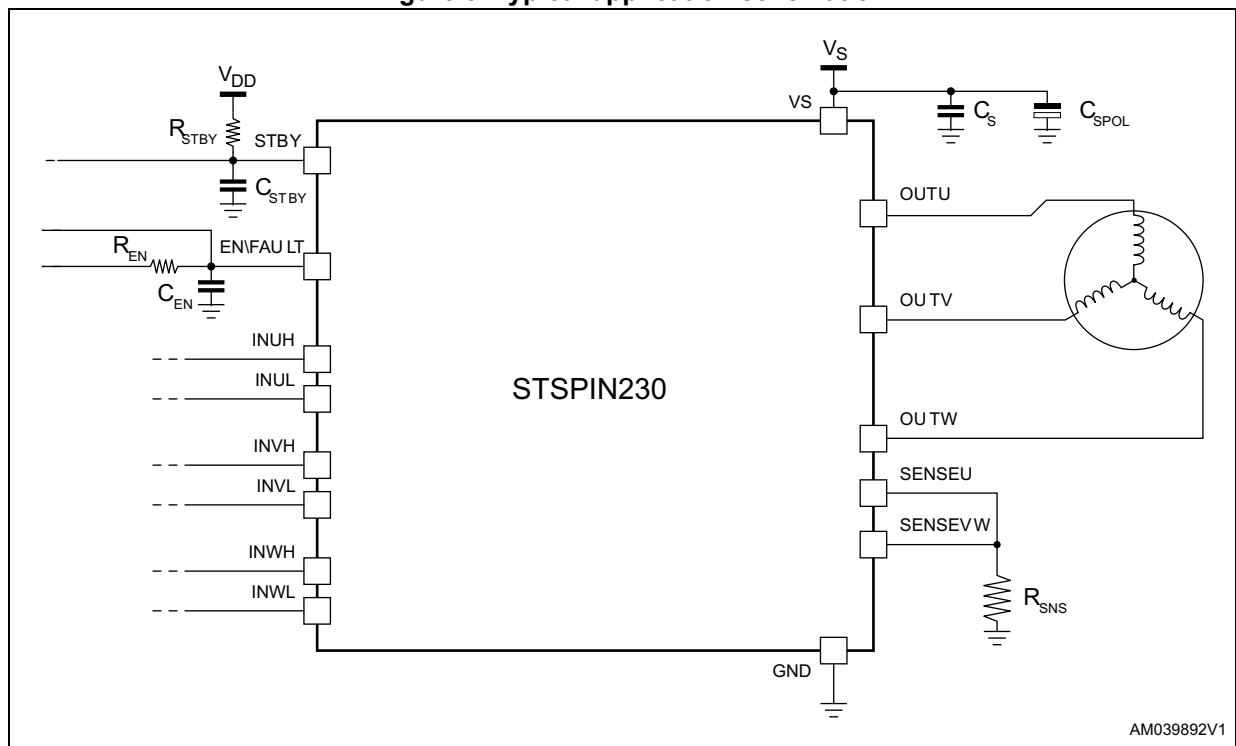 VDD
VS
VS
RSTBY
STBY
CS
CSPOL
CSTBY
OUTU
REN
EN\FAULT
CEN
OUTV
INUH
INUL
STSPIN230
OUTW
INVH
SENSEU
INVL
SENSEVW
INWH
INWL
RSNS
GND
AM039892V1